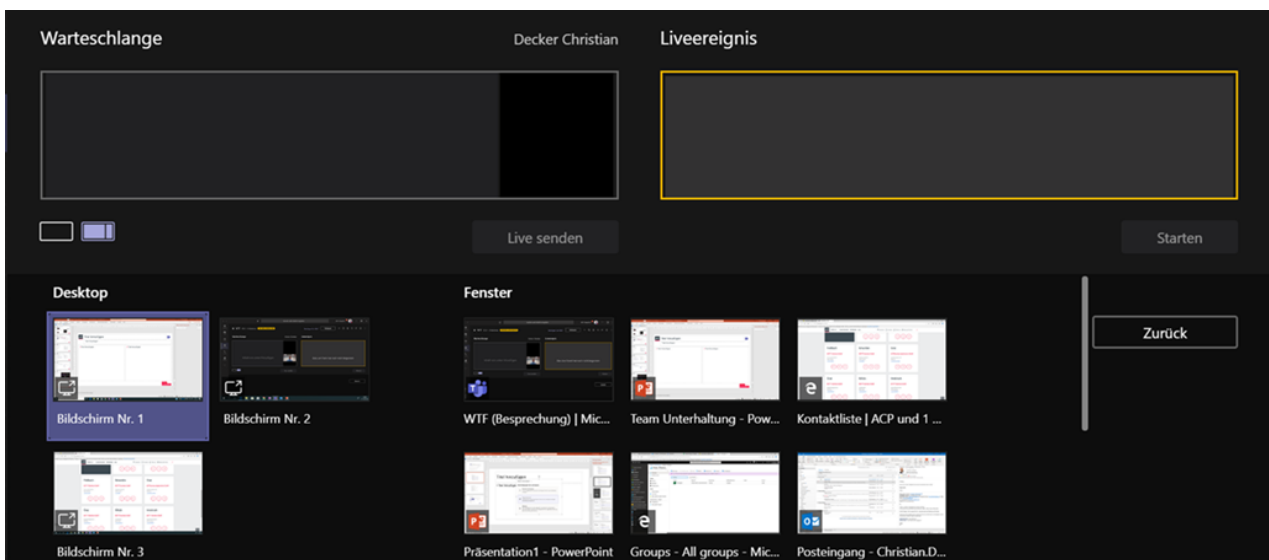 Warteschlange
Decker Christian
Liveereignis
Live senden
Starten
Desktop
Fenster
Zurück
Bildschirm Nr. 1
Bildschirm Nr. 2
WTF (Besprechung) | Mic...
Team Unterhaltung - Pow...
Kontaktliste | ACP und 1 ...
Bildschirm Nr. 3
Präsentation1 - PowerPoint
Groups - All groups - Mic...
Posteingang - Christian.D...